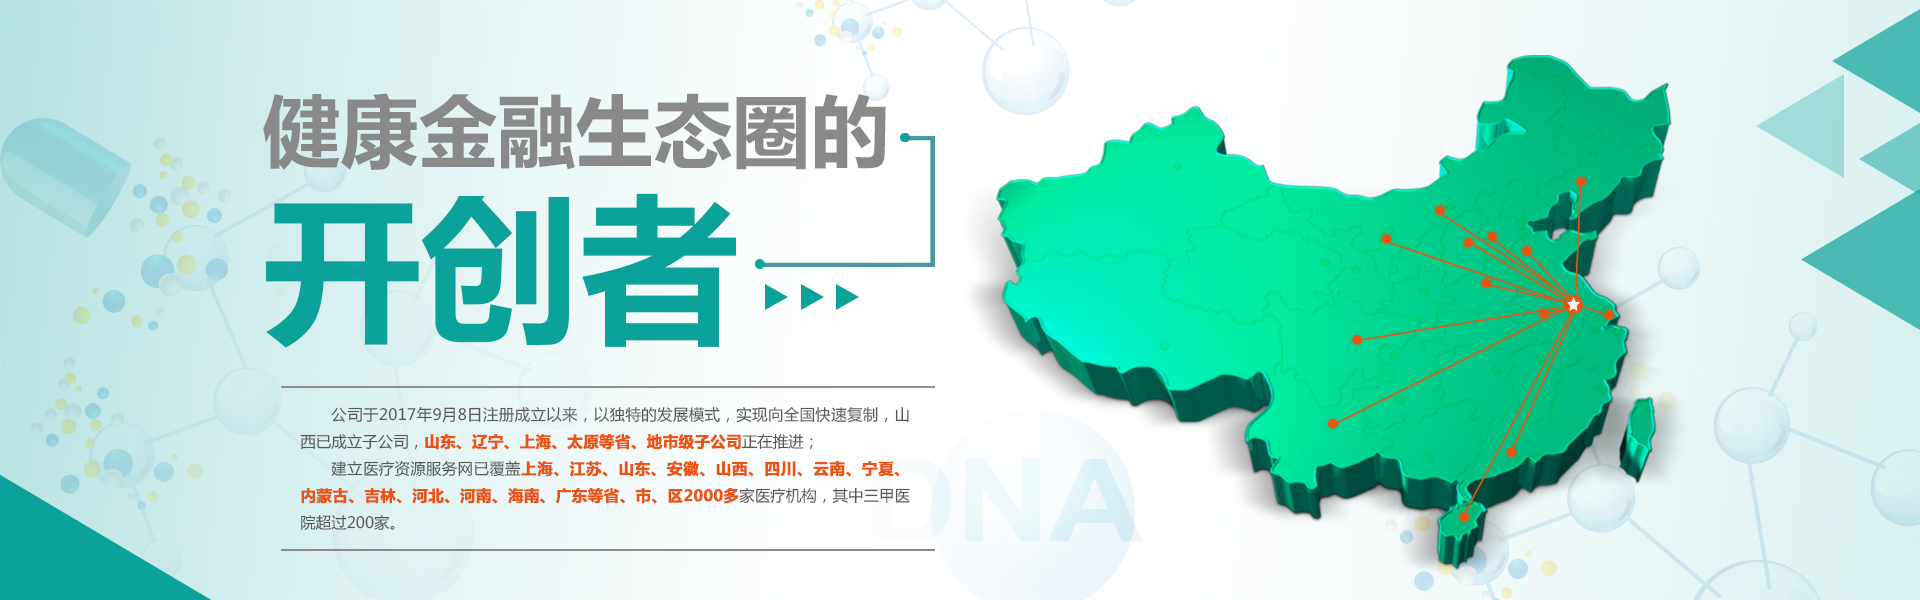 健康金融生态圈的
开创者
公司于2017年9月8日注册成立以来，以独特的发展模式，实现向全国快速复制，山
西已成立子公司，山东、辽宁、上海、太原等省、地市级子公司正在推进；
建立医疗资源服务网已覆盖上海、江苏、山东、安徽、山西、四川、云南、宁夏、
内蒙古、吉林、河北、河南、海南、广东等省、市、区2000多家医疗机构，其中三甲医
院超过200家。
DNA